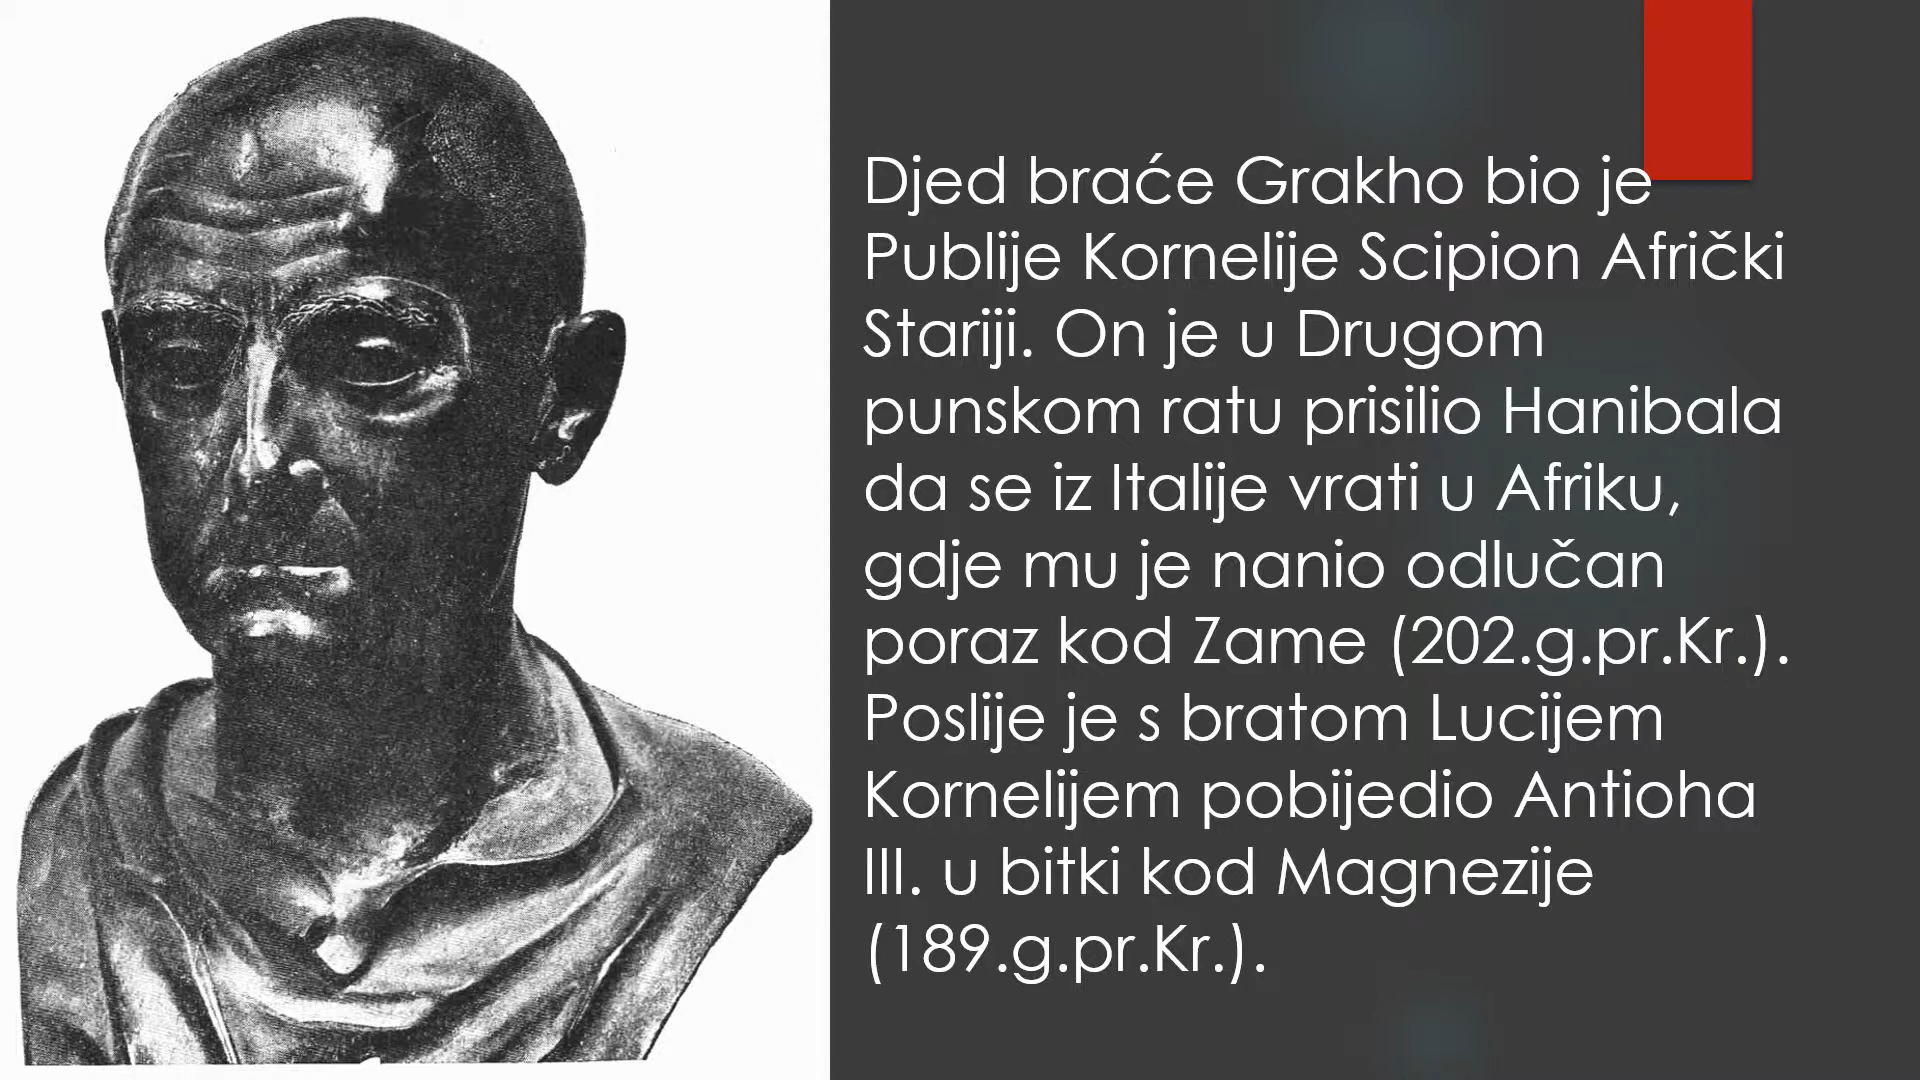 Djed braće Grakho bio je
Publije Kornelije Scipion Afrički
Stariji. On je u Drugom
punskom ratu prisilio Hanibala
da se iz Italije vrati u Afriku,
gdje mu je nanio odlučan
poraz kod Zame (202.g.pr.Kr.).
Poslije je s bratom Lucijem
Kornelijem pobijedio Antioha
III. u bitki kod Magnezije
(189.g.pr.Kr.).